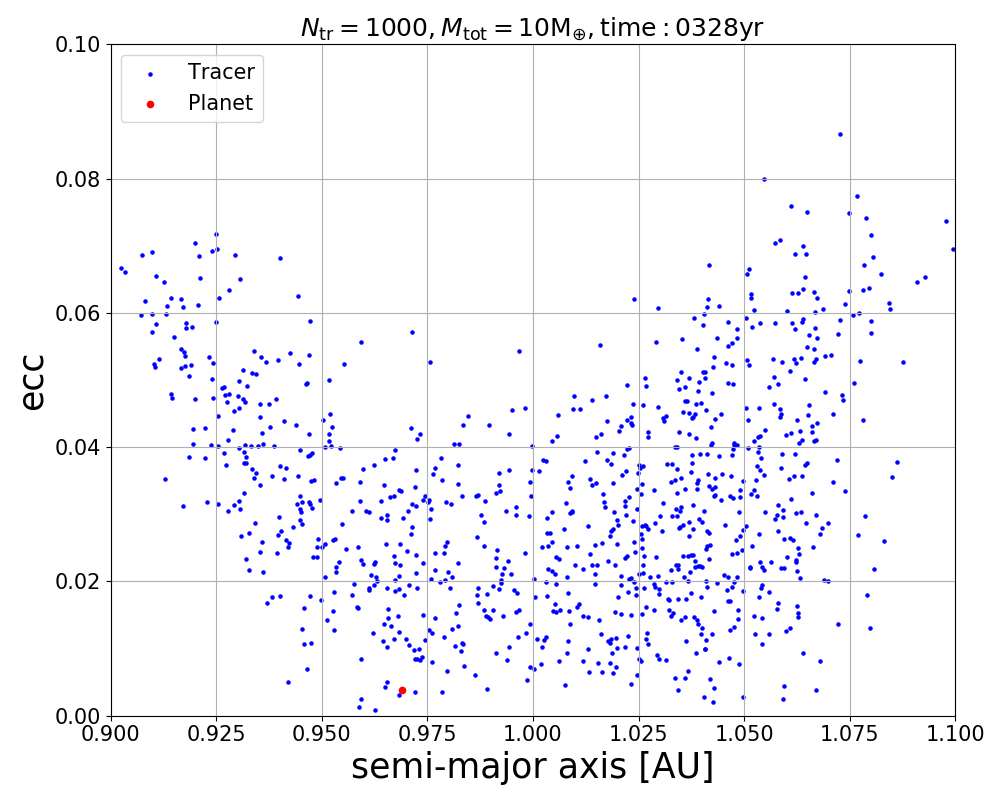 N_tr = 1000, M_tot = 10M_⊕, time : 0328yr
0.10
Tracer
Planet
0.08
0.06
0.04
0.02
0.00
ecc
0.900 0.925 0.950 0.975 1.000 1.025 1.050 1.075 1.100
semi-major axis [AU]